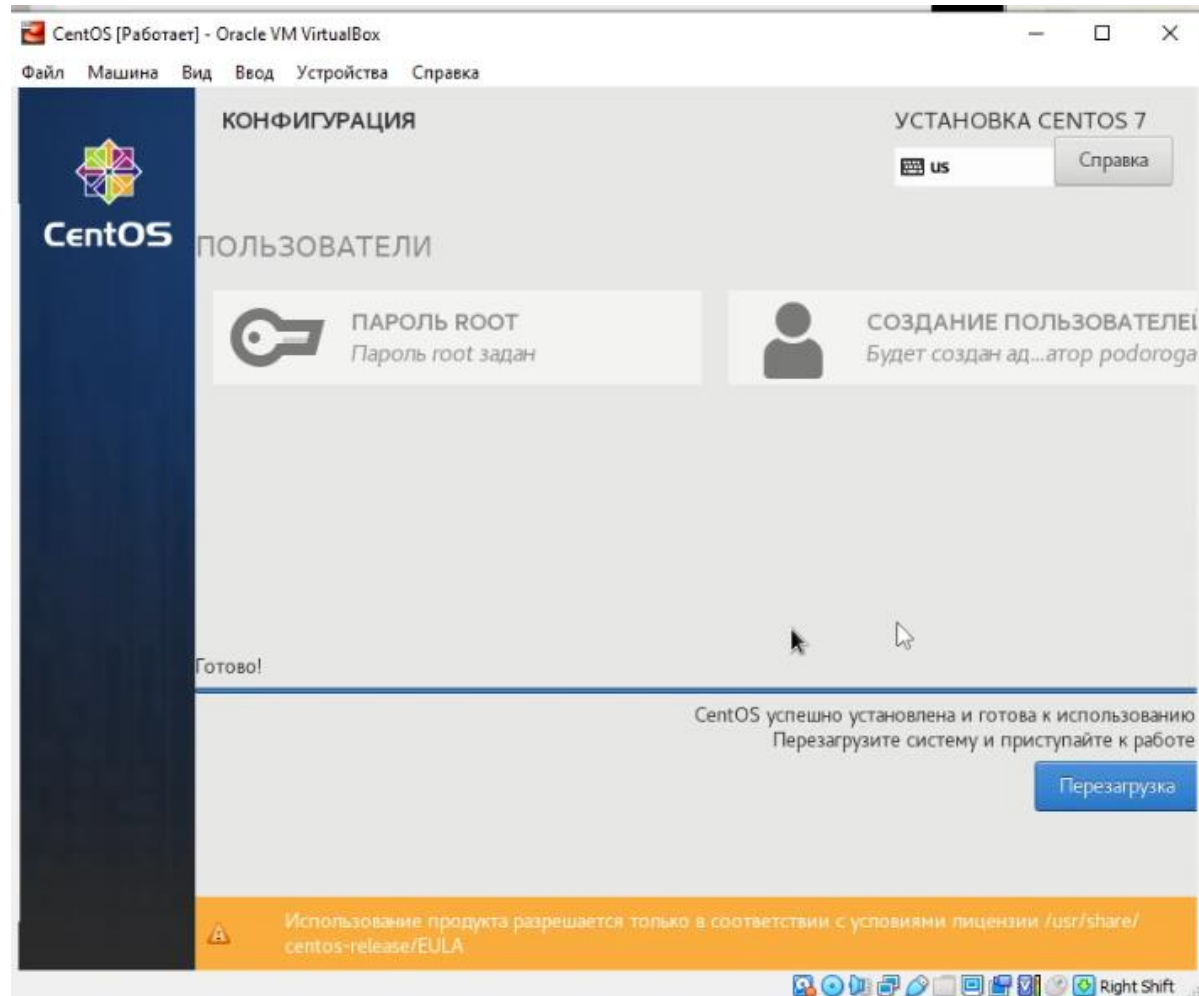 CentOS [Работает] - Oracle VM VirtualBox
Файл Машина Вид Ввод Устройства Справка
CentOS
КОНФИГУРАЦИЯ
УСТАНОВКА CENTOS 7
us
Справка
ПОЛЬЗОВАТЕЛИ
ПАРОЛЬ ROOT
Пароль root задан
СОЗДАНИЕ ПОЛЬЗОВАТЕЛЕ
Будет создан ад...атор podoroga
Готово!
CentOS успешно установлена и готова к использованию
Перезагрузите систему и приступайте к работе
Перезагрузка
Использование продукта разрешается только в соответствии с условиями лицензии /usr/share/
centos-release/EULA
Right Shift